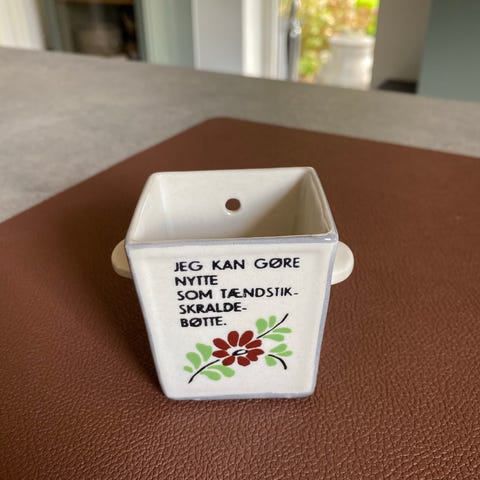 JEG KAN GØRE
NYTTE
SOM TÆNDSTIK-
SKRALDE-
BØTTE.